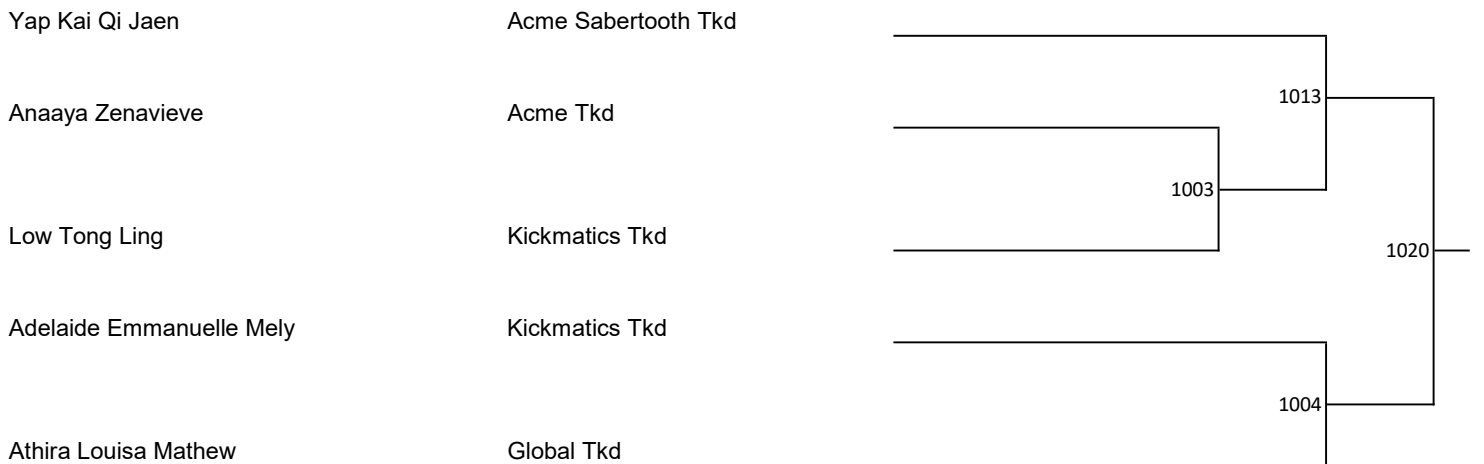 Yap Kai Qi Jaen Acme Sabertooth Tkd
1013
Anaaya Zenavieve Acme Tkd
1003
Low Tong Ling Kickmatics Tkd
1020
Adelaide Emmanuelle Mely Kickmatics Tkd
1004
Athira Louisa Mathew Global Tkd